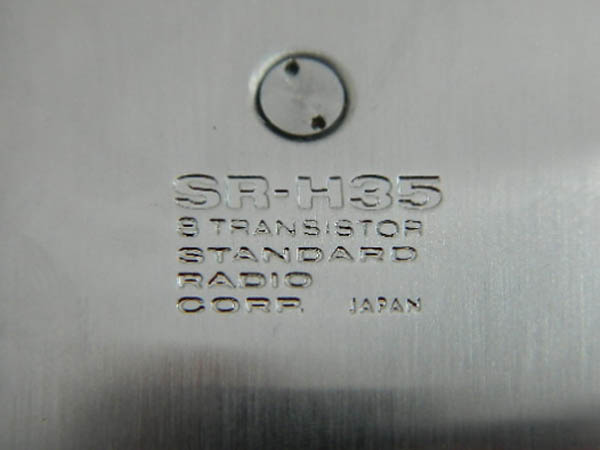 SR-H35
8 TRANSISTOR
STANDARD
RADIO
CORP. JAPAN